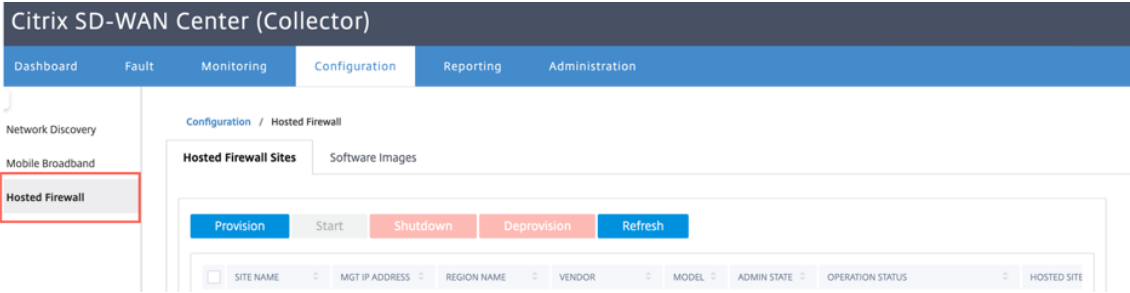 Citrix SD-WAN Center (Collector)
Dashboard Fault Monitoring Configuration Reporting Administration
Network Discovery
Mobile Broadband
Hosted Firewall
Configuration / Hosted Firewall
Hosted Firewall Sites Software Images
Provision Start Shutdown Deprovision Refresh
SITE NAME MGT IP ADDRESS REGION NAME VENDOR MODEL ADMIN STATE OPERATION STATUS HOSTED SITE